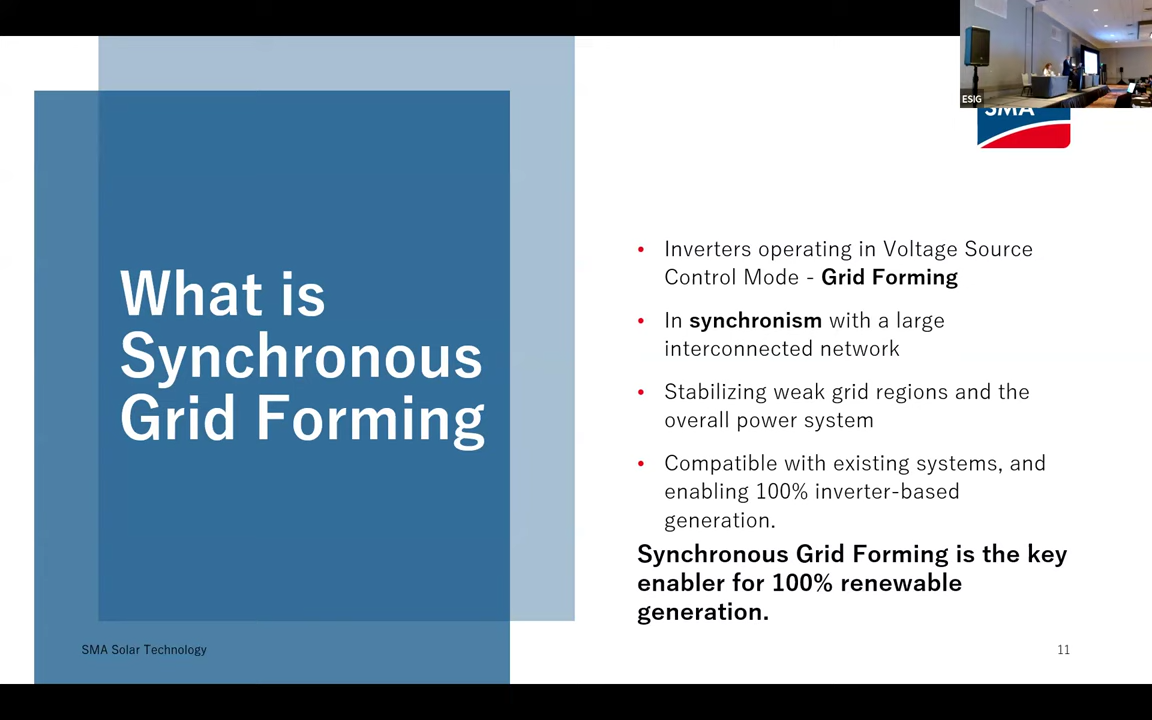 ESIG
SMA
What is
Synchronous
Grid Forming
• Inverters operating in Voltage Source
Control Mode - Grid Forming
• In synchronism with a large
interconnected network
• Stabilizing weak grid regions and the
overall power system
• Compatible with existing systems, and
enabling 100% inverter-based
generation.
Synchronous Grid Forming is the key
enabler for 100% renewable
generation.
SMA Solar Technology
11